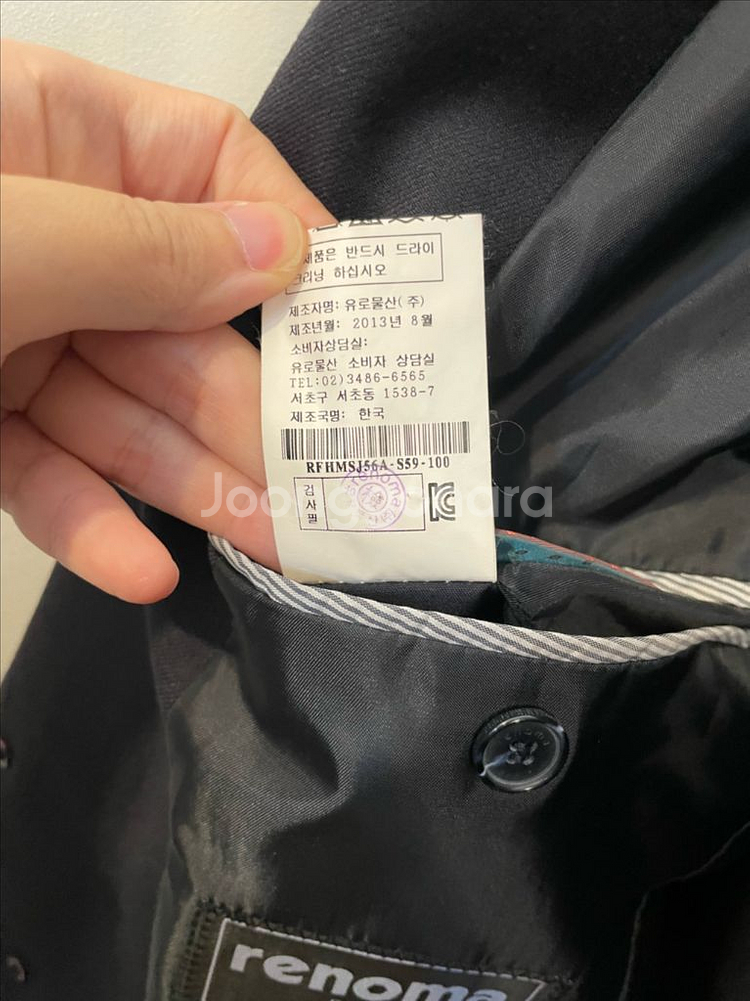 제품은 반드시 드라이
크리닝 하십시오
제조자명: 유로물산(주)
제조년월: 2013년 8월
소비자상담실:
유로물산 소비자 상담실
TEL:02)3486-6565
서초구 서초동 1538-7
제조국명: 한국
RFHMSJ56A-S59-100
검사필
renoma
Joonggonara
renoma